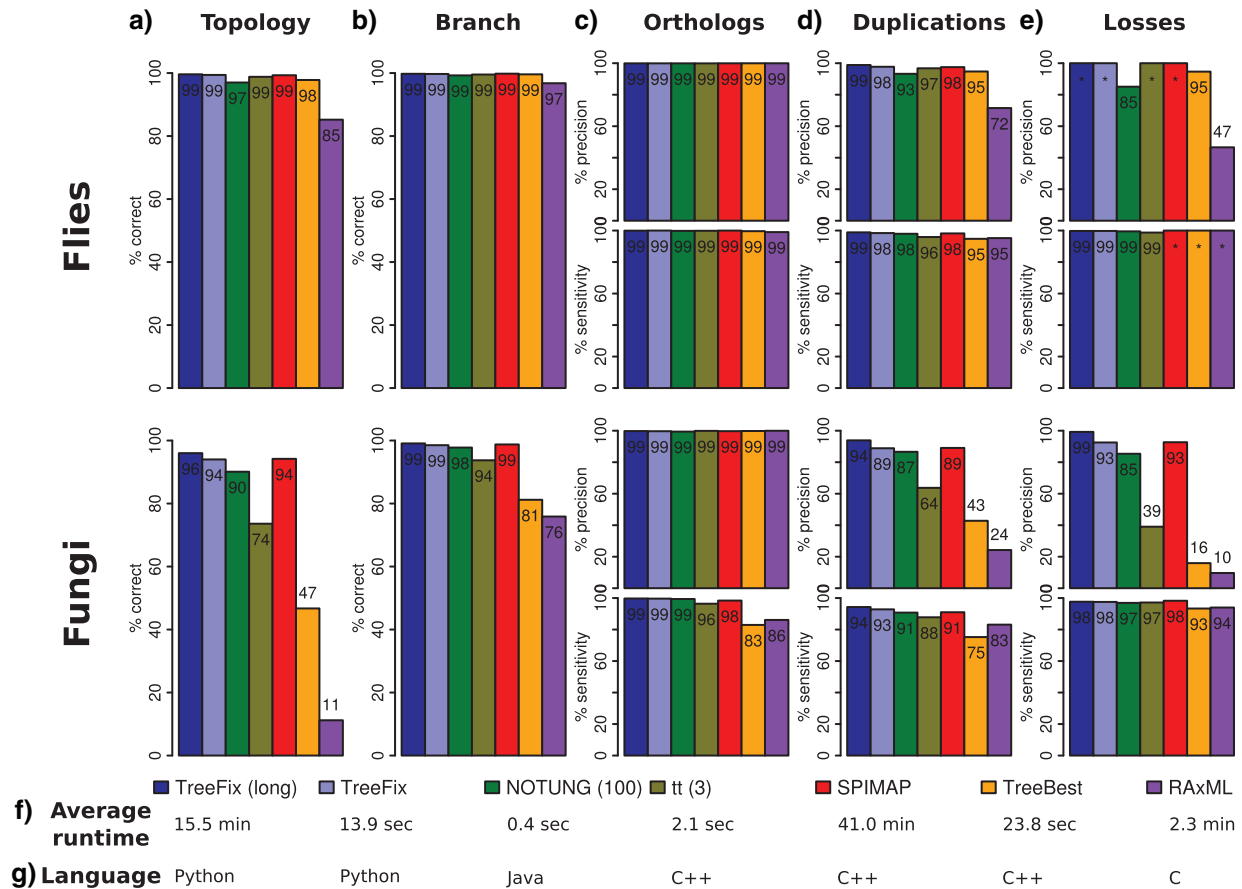 a) Topology b) Branch c) Orthologs d) Duplications e) Losses
Flies
% correct
0 20 40 60 80 100
99 99 97 99 99 98 85
% correct
0 20 40 60 80 100
99 99 99 99 99 99 97
% precision
0 20 60 100
99 99 99 99 99 99 99
% sensitivity
0 20 60 100
99 99 99 99 99 99 99
% precision
0 20 60 100
99 98 93 97 98 95 72
% sensitivity
0 20 60 100
99 98 98 96 98 95 95
% precision
0 20 60 100
* * 85 * * 95 47
% sensitivity
0 20 60 100
99 99 99 99 * * *
Fungi
% correct
0 20 40 60 80 100
96 94 90 74 94 47 11
% correct
0 20 40 60 80 100
99 99 98 94 99 81 76
% precision
0 20 60 100
99 99 99 99 99 99 99
% sensitivity
0 20 60 100
99 99 99 96 98 83 86
% precision
0 20 60 100
94 89 87 64 89 43 24
% sensitivity
0 20 60 100
94 93 91 88 91 75 83
% precision
0 20 60 100
99 93 85 39 93 16 10
% sensitivity
0 20 60 100
98 98 97 97 98 93 94
TreeFix (long) TreeFix NOTUNG (100) tt (3) SPIMAP TreeBest RAxML
f) Average runtime 15.5 min 13.9 sec 0.4 sec 2.1 sec 41.0 min 23.8 sec 2.3 min
g) Language Python Python Java C++ C++ C++ C